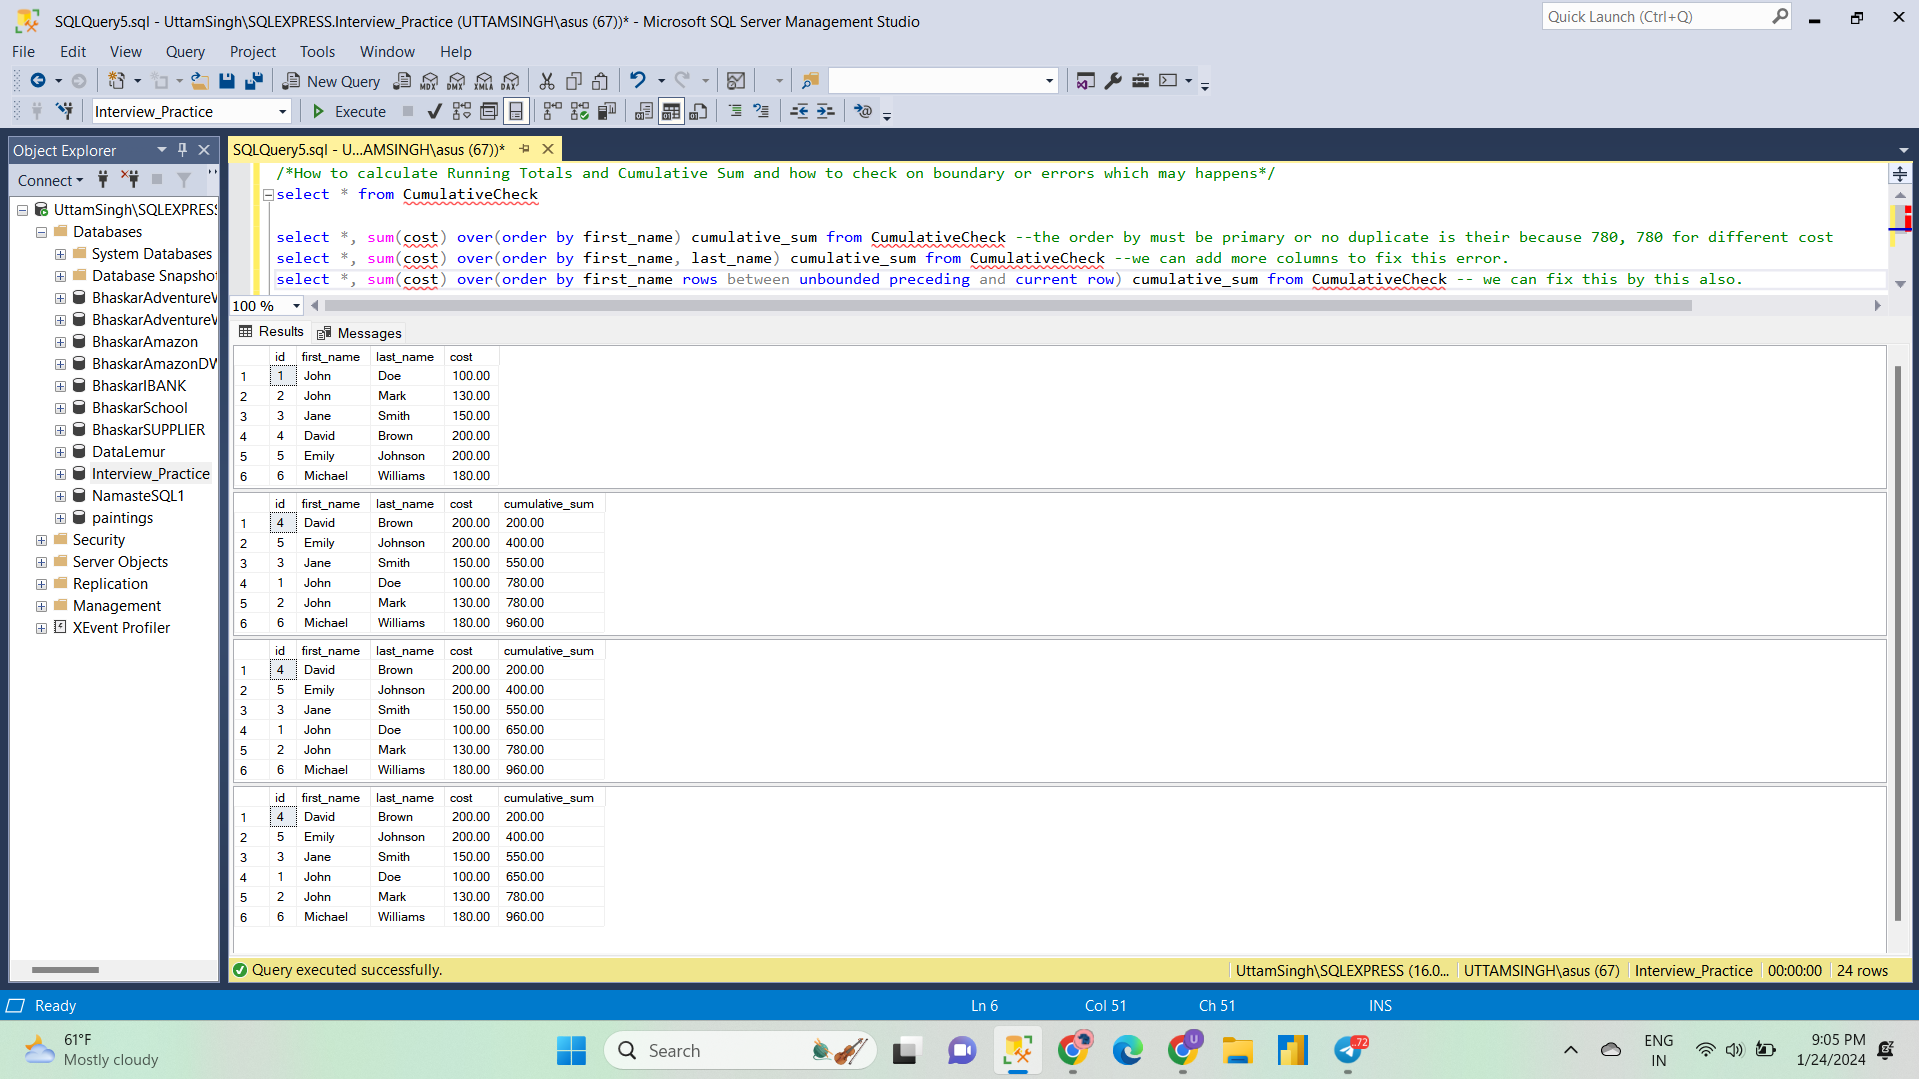 SQLQuery5.sql - UttamSingh\SQLEXPRESS.Interview_Practice (UTTAMSINGH\asus (67))* - Microsoft SQL Server Management Studio
Quick Launch (Ctrl+Q)
File Edit View Query Project Tools Window Help
New Query MDX DMX XMLA DAX
Interview_Practice Execute
Object Explorer
Connect
UttamSingh\SQLEXPRESS
Databases
System Databases
Database Snapshot
BhaskarAdventureW
BhaskarAdventureW
BhaskarAmazon
BhaskarAmazonDW
BhaskarIBANK
BhaskarSchool
BhaskarSUPPLIER
DataLemur
Interview_Practice
NamasteSQL1
paintings
Security
Server Objects
Replication
Management
XEvent Profiler
SQLQuery5.sql - U...AMSINGH\asus (67))*
/*How to calculate Running Totals and Cumulative Sum and how to check on boundary or errors which may happens*/
select * from CumulativeCheck
select *, sum(cost) over(order by first_name) cumulative_sum from CumulativeCheck --the order by must be primary or no duplicate is their because 780, 780 for different cost
select *, sum(cost) over(order by first_name, last_name) cumulative_sum from CumulativeCheck --we can add more columns to fix this error.
select *, sum(cost) over(order by first_name rows between unbounded preceding and current row) cumulative_sum from CumulativeCheck -- we can fix this by this also.
100 %
Results Messages
id first_name last_name cost
1 1 John Doe 100.00
2 2 John Mark 130.00
3 3 Jane Smith 150.00
4 4 David Brown 200.00
5 5 Emily Johnson 200.00
6 6 Michael Williams 180.00
id first_name last_name cost cumulative_sum
1 4 David Brown 200.00 200.00
2 5 Emily Johnson 200.00 400.00
3 3 Jane Smith 150.00 550.00
4 1 John Doe 100.00 780.00
5 2 John Mark 130.00 780.00
6 6 Michael Williams 180.00 960.00
id first_name last_name cost cumulative_sum
1 4 David Brown 200.00 200.00
2 5 Emily Johnson 200.00 400.00
3 3 Jane Smith 150.00 550.00
4 1 John Doe 100.00 650.00
5 2 John Mark 130.00 780.00
6 6 Michael Williams 180.00 960.00
id first_name last_name cost cumulative_sum
1 4 David Brown 200.00 200.00
2 5 Emily Johnson 200.00 400.00
3 3 Jane Smith 150.00 550.00
4 1 John Doe 100.00 650.00
5 2 John Mark 130.00 780.00
6 6 Michael Williams 180.00 960.00
Query executed successfully.
UttamSingh\SQLEXPRESS (16.0... UTTAMSINGH\asus (67) Interview_Practice 00:00:00 24 rows
Ready Ln 6 Col 51 Ch 51 INS
61°F
Mostly cloudy
Search
U
72
ENG
IN
9:05 PM
1/24/2024